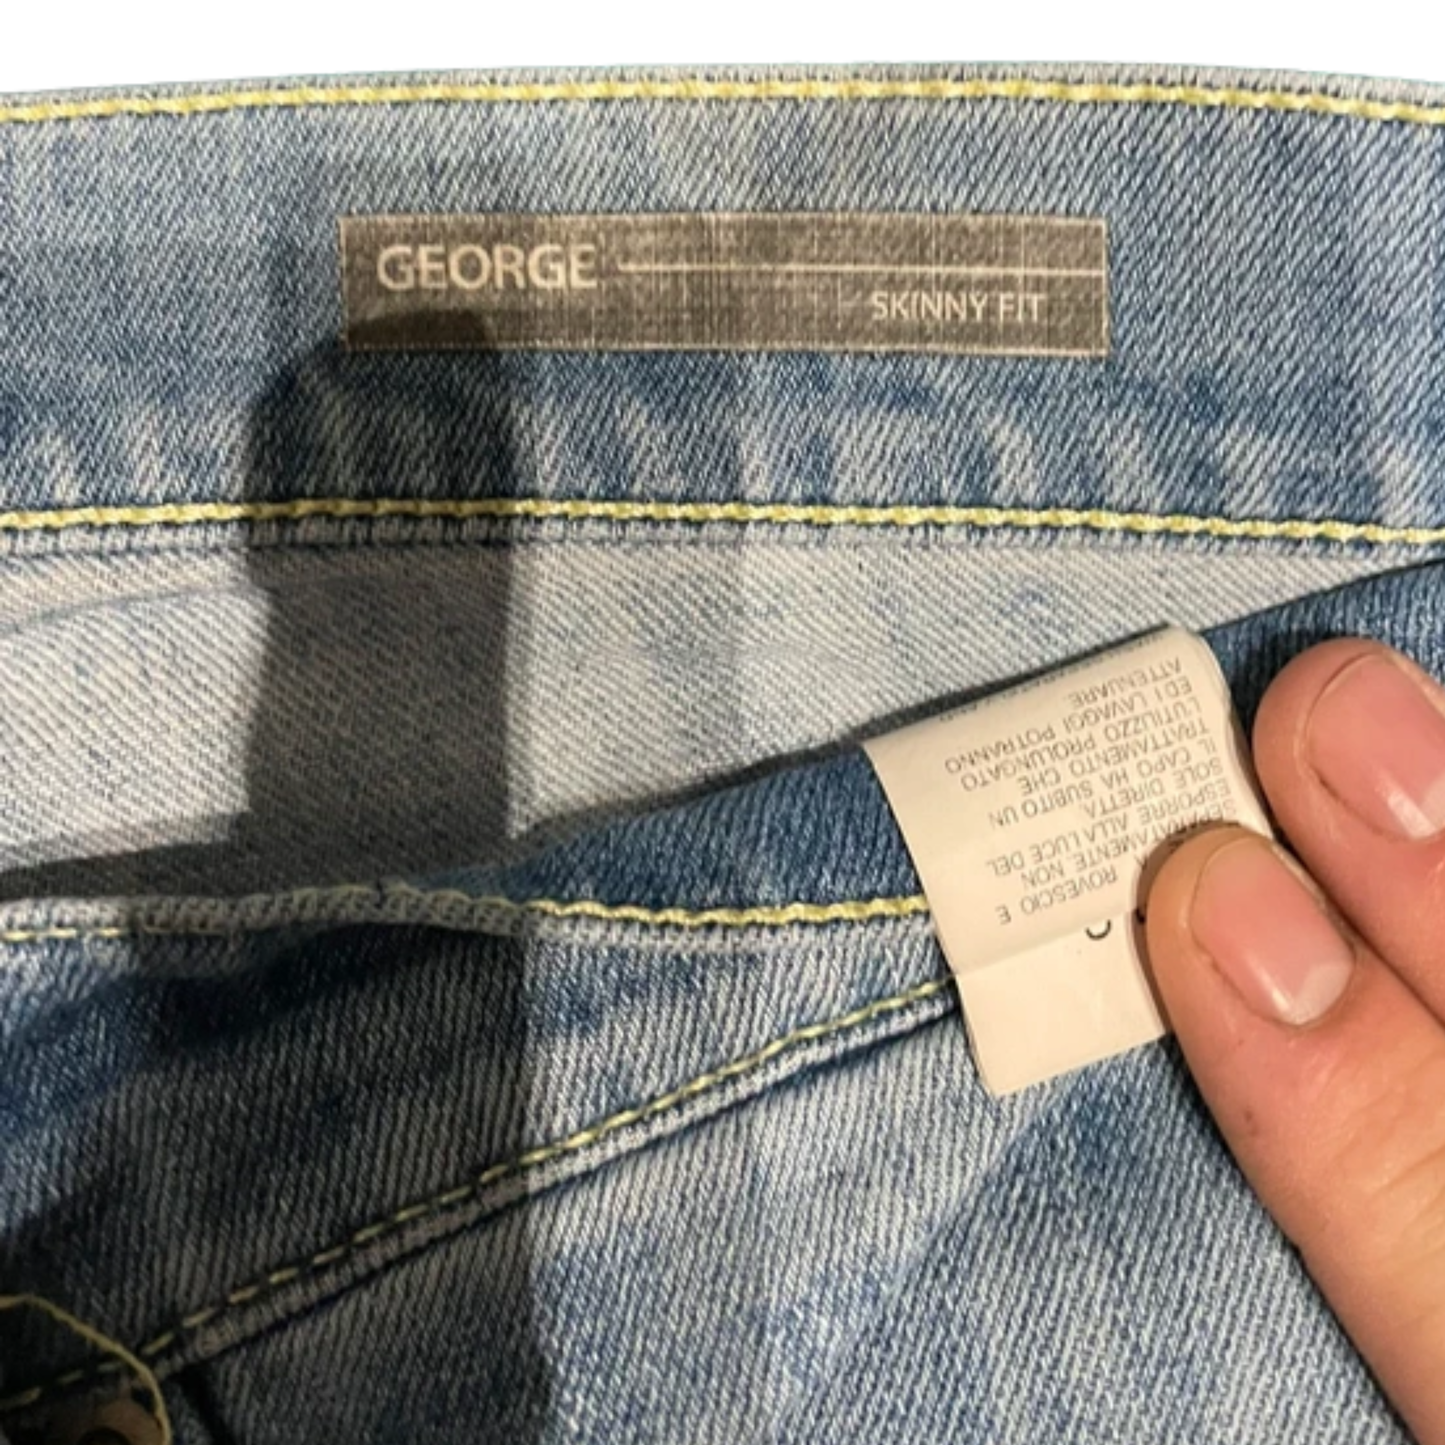 GEORGE
SKINNY FIT
ROVESCIO E
NON
ESPORRE ALLA LUCE DEL
SOLE DIRETTA
IL CAPO HA SUBITO UN
TRATTAMENTO CHE
L'UTILIZZO PROLUNGATO
ED I LAVAGGI POTRANNO
ATTENUARE